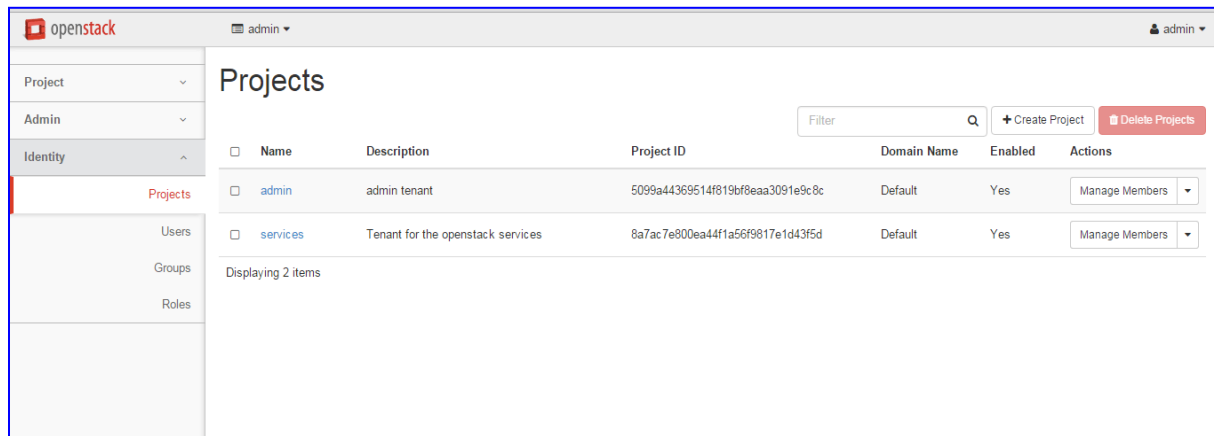 openstack admin admin
Project
Admin
Identity
Projects
Users
Groups
Roles
Projects
Filter + Create Project Delete Projects
Name Description Project ID Domain Name Enabled Actions
admin admin tenant 5099a44369514f819bf8eaa3091e9c8c Default Yes Manage Members
services Tenant for the openstack services 8a7ac7e800ea44f1a56f9817e1d43f5d Default Yes Manage Members
Displaying 2 items